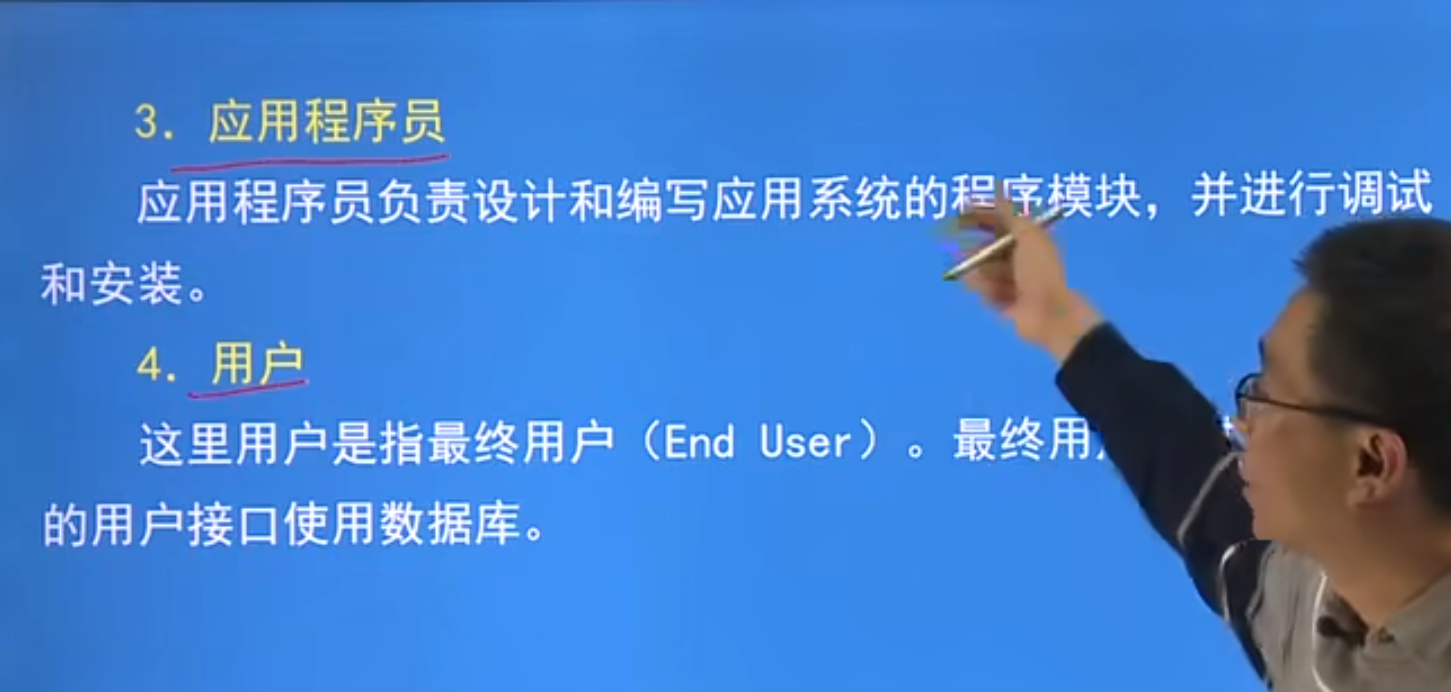 3. 应用程序员
应用程序员负责设计和编写应用系统的程序模块，并进行调试
和安装。
4. 用户
这里用户是指最终用户（End User）。最终用
的用户接口使用数据库。